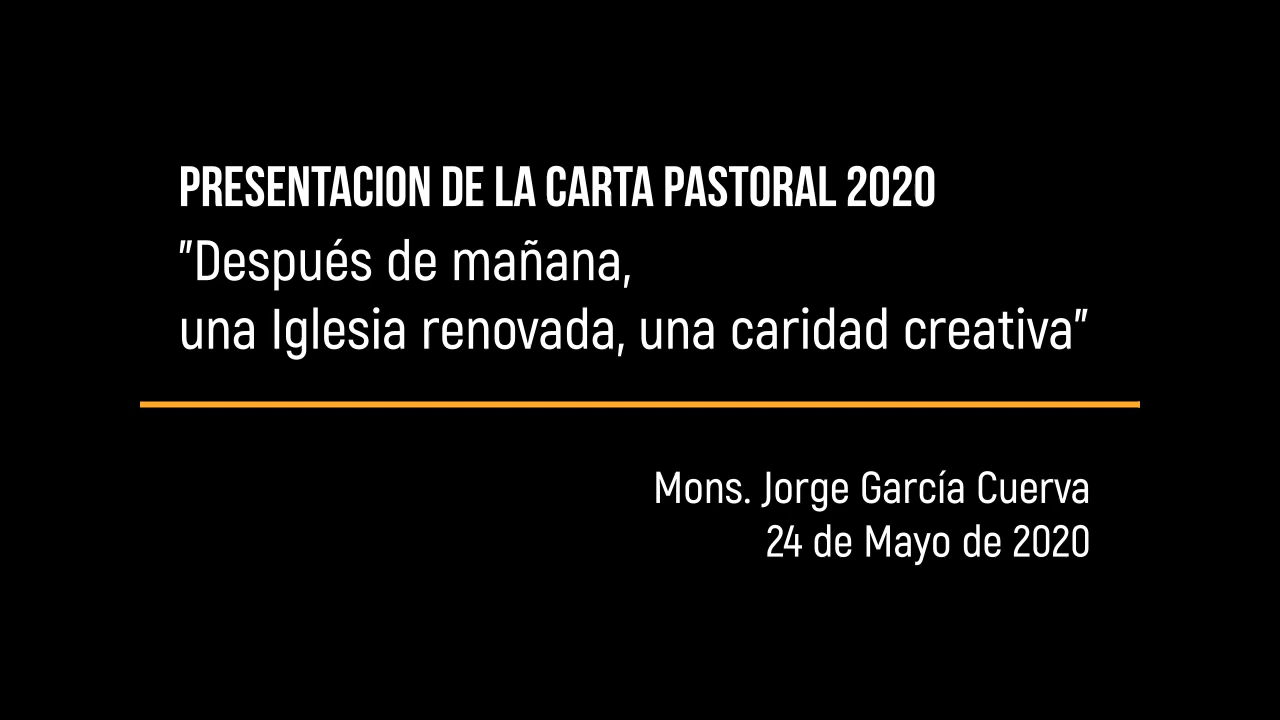 PRESENTACION DE LA CARTA PASTORAL 2020
"Después de mañana,
una Iglesia renovada, una caridad creativa"
Mons. Jorge García Cuerva
24 de Mayo de 2020